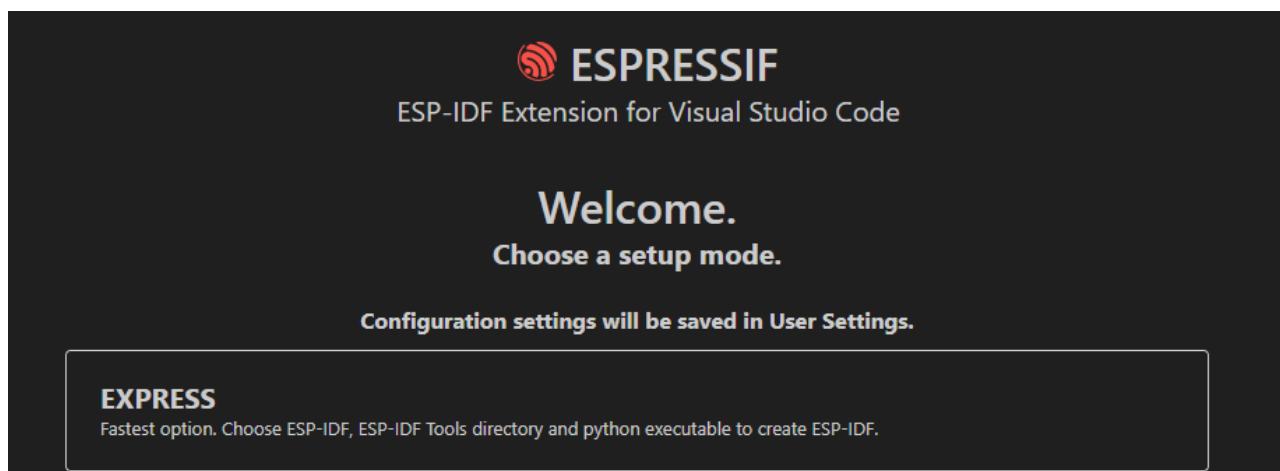 ESPRESSIF
ESP-IDF Extension for Visual Studio Code
Welcome.
Choose a setup mode.
Configuration settings will be saved in User Settings.
EXPRESS
Fastest option. Choose ESP-IDF, ESP-IDF Tools directory and python executable to create ESP-IDF.